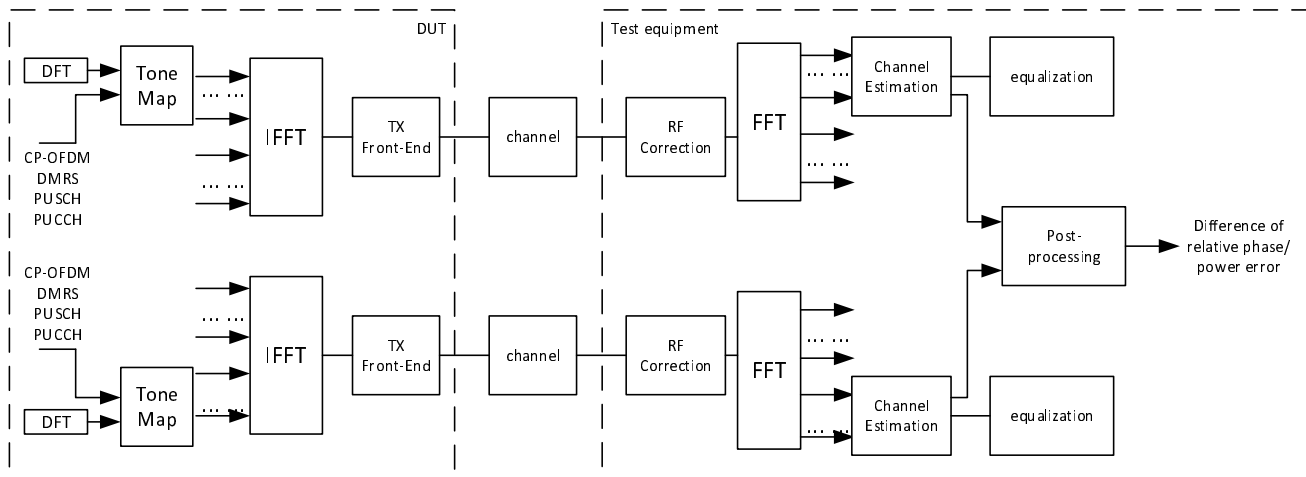 DUT
Test equipment
DFT
Tone
Map
... ...
... ...
IFFT
TX
Front-End
channel
RF
Correction
FFT
... ...
... ...
Channel
Estimation
equalization
CP-OFDM
DMRS
PUSCH
PUCCH
Post-
processing
Difference of
relative phase/
power error
CP-OFDM
DMRS
PUSCH
PUCCH
DFT
Tone
Map
... ...
... ...
IFFT
TX
Front-End
channel
RF
Correction
FFT
... ...
... ...
Channel
Estimation
equalization